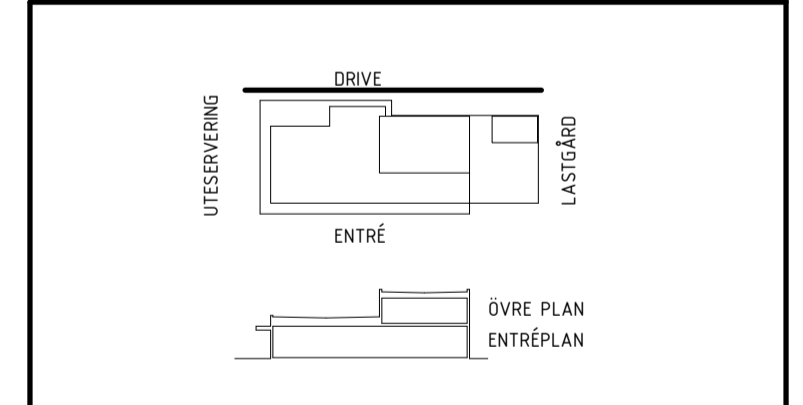 DRIVE
UTESERVERING
LASTGÅRD
ENTRÉ
ÖVRE PLAN
ENTRÉPLAN